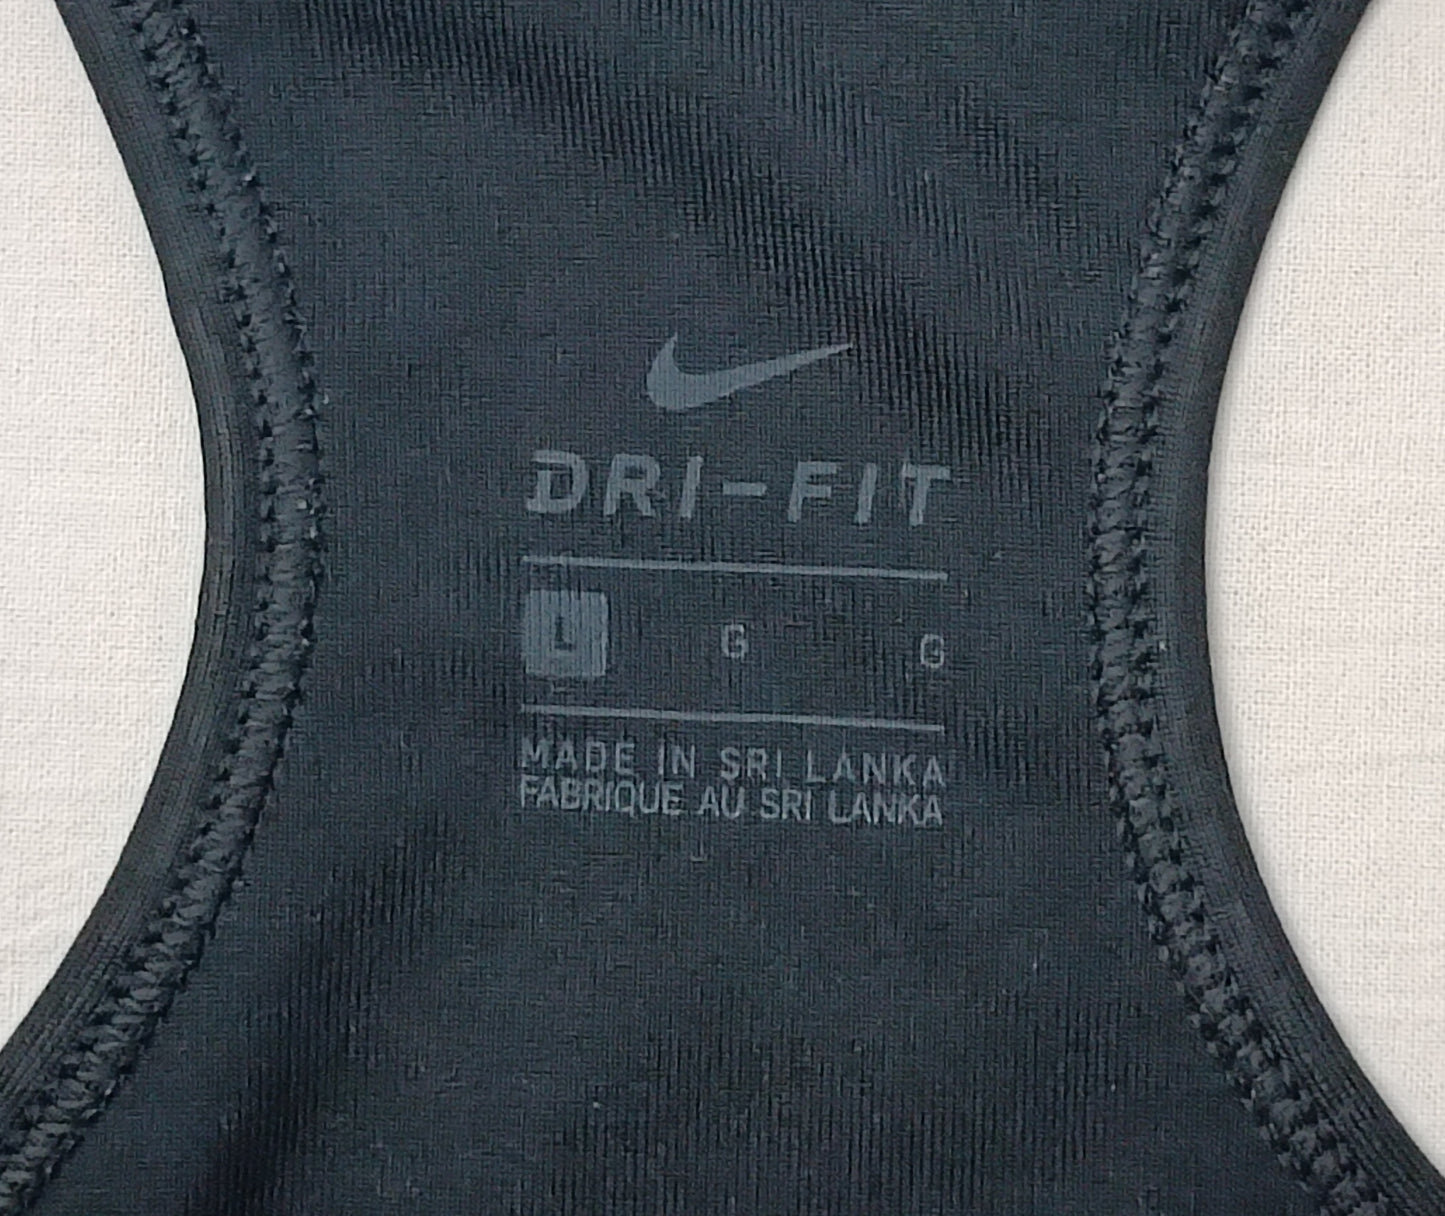 DRI-FIT
L G G
MADE IN SRI LANKA
FABRIQUE AU SRI LANKA